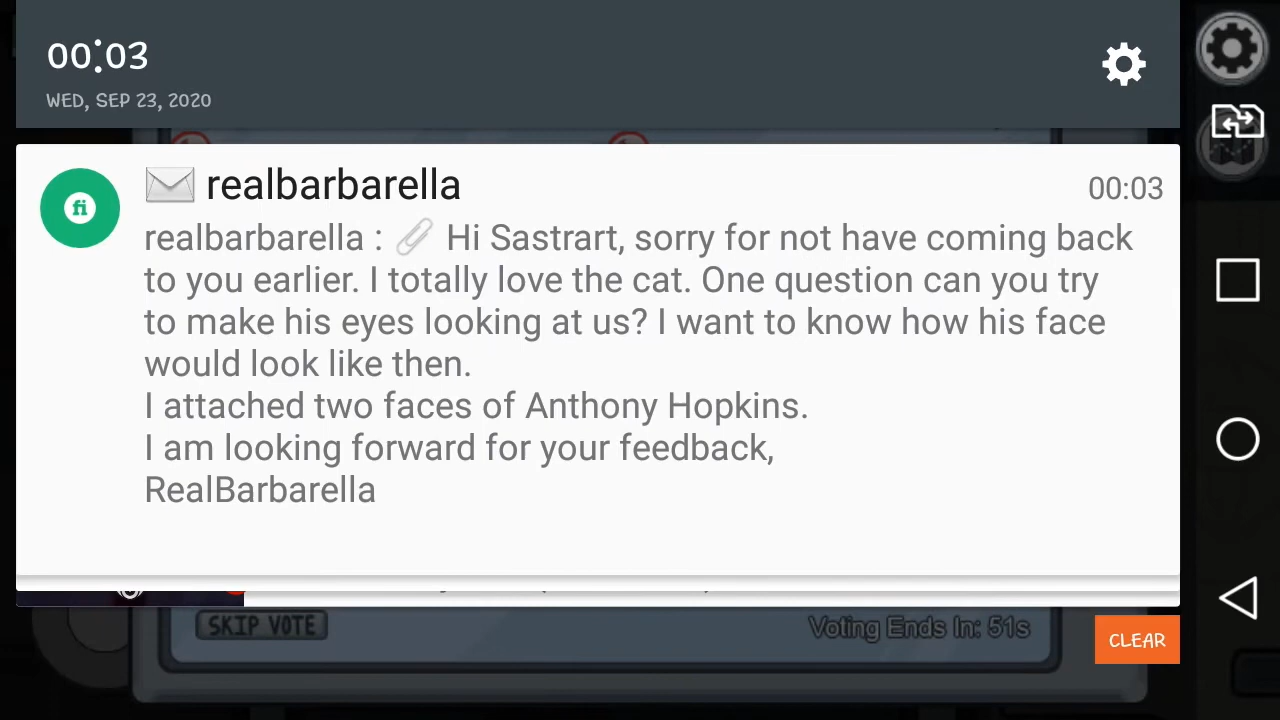 00:03
WED, SEP 23, 2020
fi
realbarbarella
00:03
realbarbarella : Hi Sastrart, sorry for not have coming back
to you earlier. I totally love the cat. One question can you try
to make his eyes looking at us? I want to know how his face
would look like then.
I attached two faces of Anthony Hopkins.
I am looking forward for your feedback,
RealBarbarella
SKIP VOTE
Voting Ends In: 51s
CLEAR